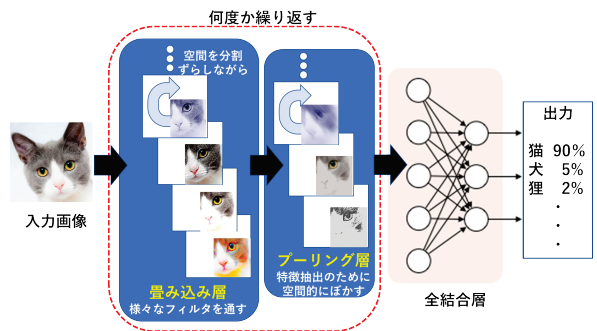 何度か繰り返す
空間を分割
ずらしながら
入力画像
畳み込み層
様々なフィルタを通す
プーリング層
特徴抽出のために
空間的にぼかす
全結合層
出力
猫 90%
犬 5%
狸 2%